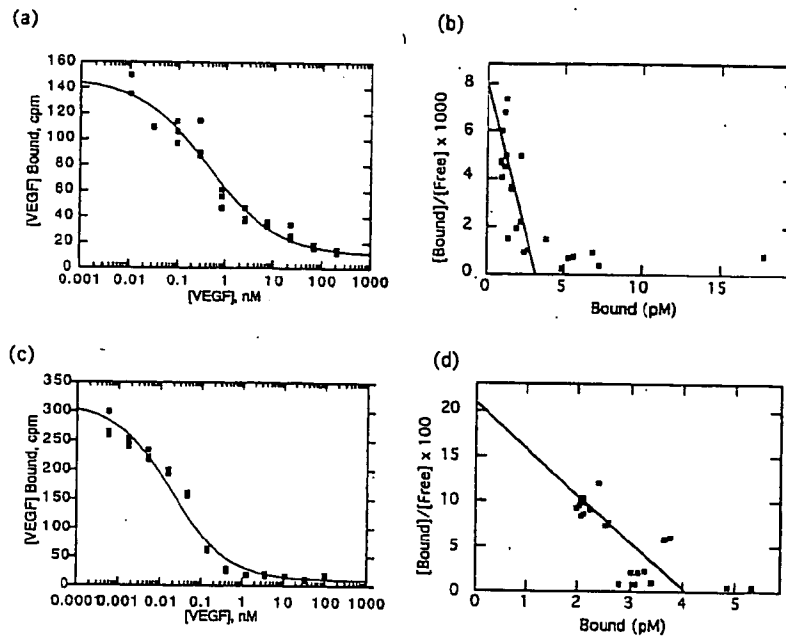 (a)
[VEGF] Bound, cpm
160
140
120
100
80
60
40
20
0
0.001 0.01 0.1 1 10 100 1000
[VEGF], nM
(b)
[Bound]/[Free] x 1000
8
6
4
2
0
0 5 10 15
Bound (pM)
(c)
[VEGF] Bound, cpm
350
300
250
200
150
100
50
0
0.0001 0.001 0.01 0.1 1 10 100 1000
[VEGF], nM
(d)
[Bound]/[Free] x 100
20
15
10
5
0
0 2 3 4 5
Bound (pM)